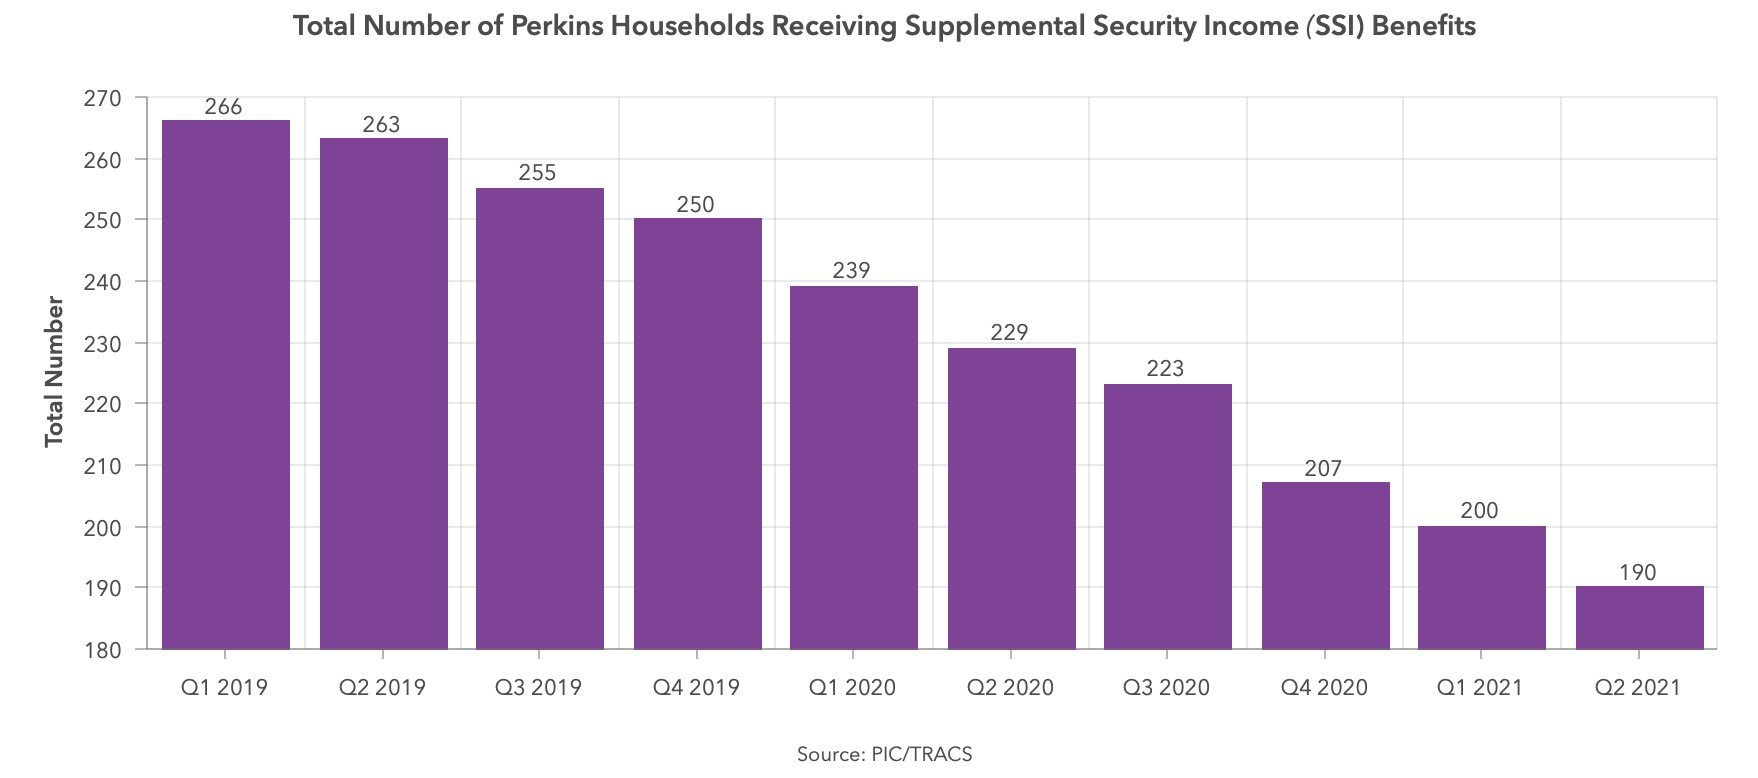 Total Number of Perkins Households Receiving Supplemental Security Income (SSI) Benefits
270
260
250
240
230
220
210
200
190
180
Total Number
266
263
255
250
239
229
223
207
200
190
Q1 2019
Q2 2019
Q3 2019
Q4 2019
Q1 2020
Q2 2020
Q3 2020
Q4 2020
Q1 2021
Q2 2021
Source: PIC/TRACS